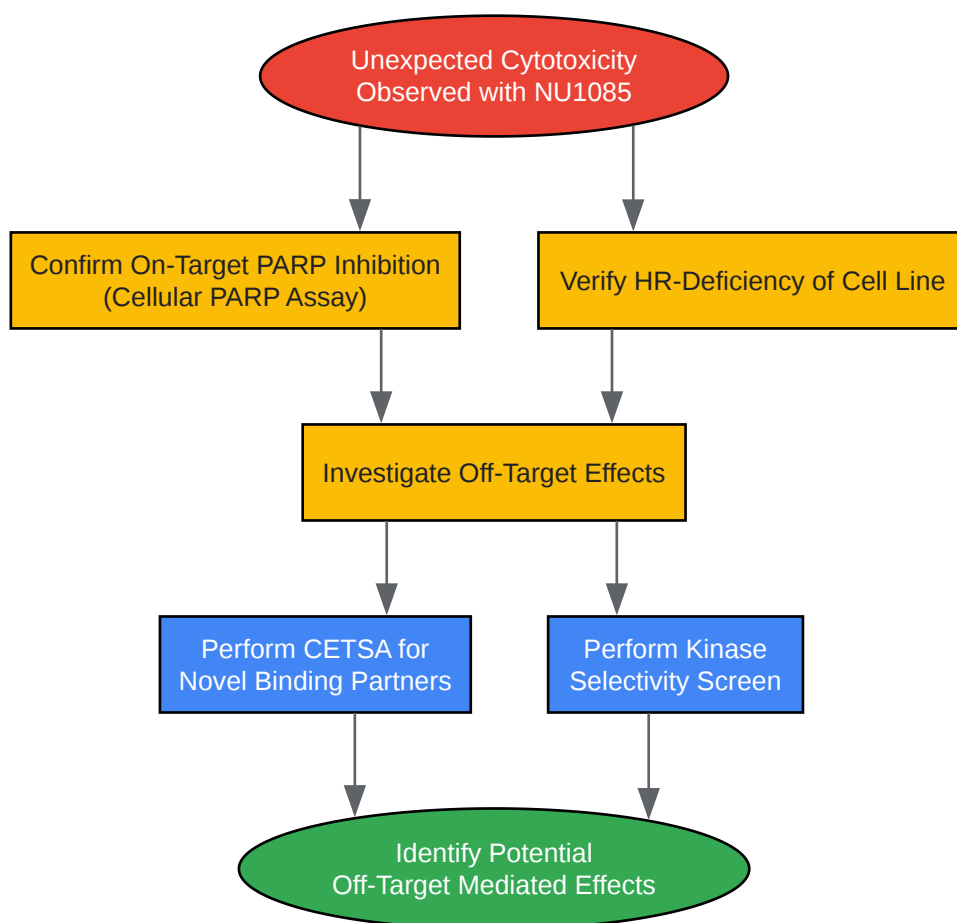 Unexpected Cytotoxicity
Observed with NU1085
Confirm On-Target PARP Inhibition
(Cellular PARP Assay)
Verify HR-Deficiency of Cell Line
Investigate Off-Target Effects
Perform CETSA for
Novel Binding Partners
Perform Kinase
Selectivity Screen
Identify Potential
Off-Target Mediated Effects